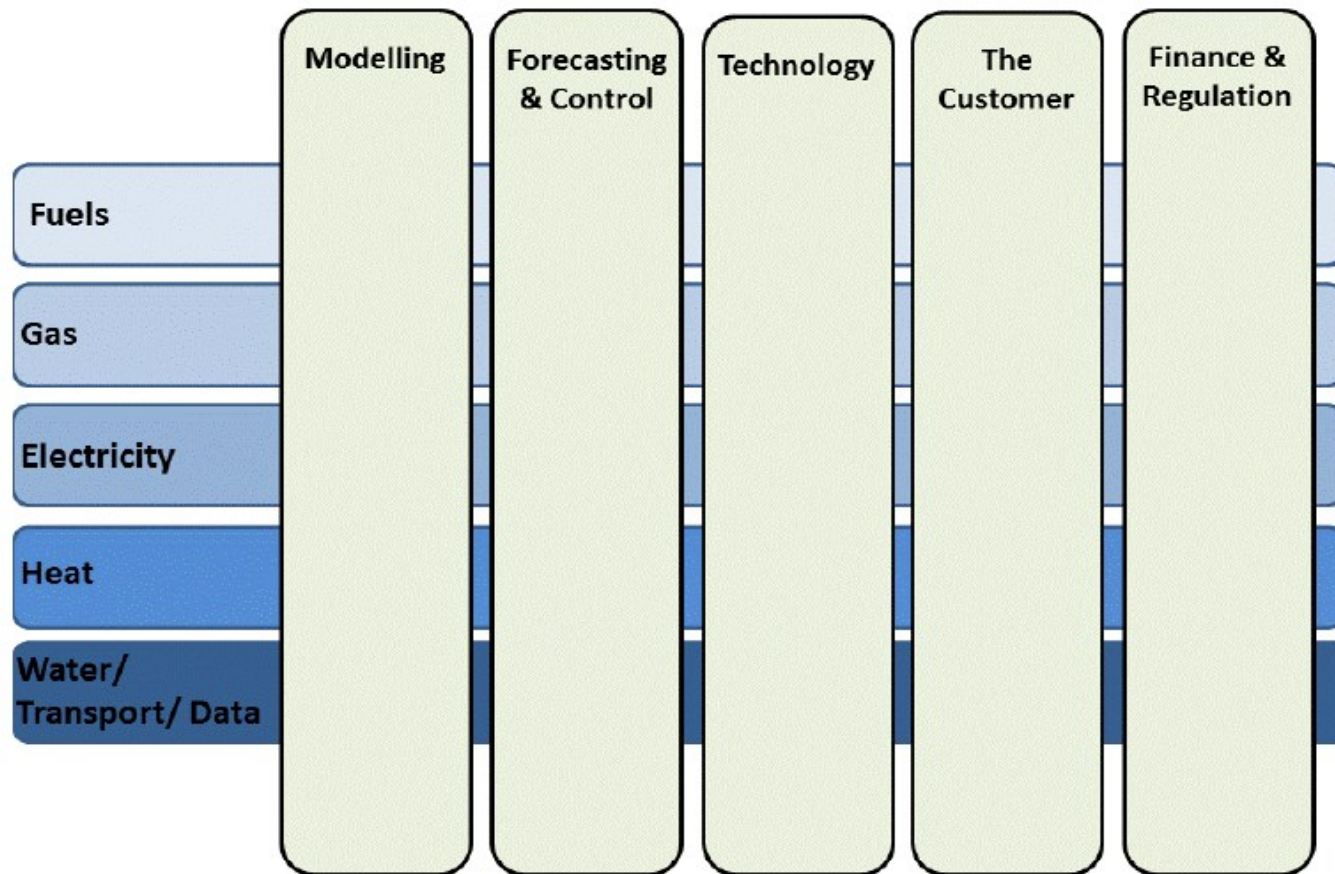 Modelling
Forecasting
& Control
Technology
The
Customer
Finance &
Regulation
Fuels
Gas
Electricity
Heat
Water/
Transport/ Data